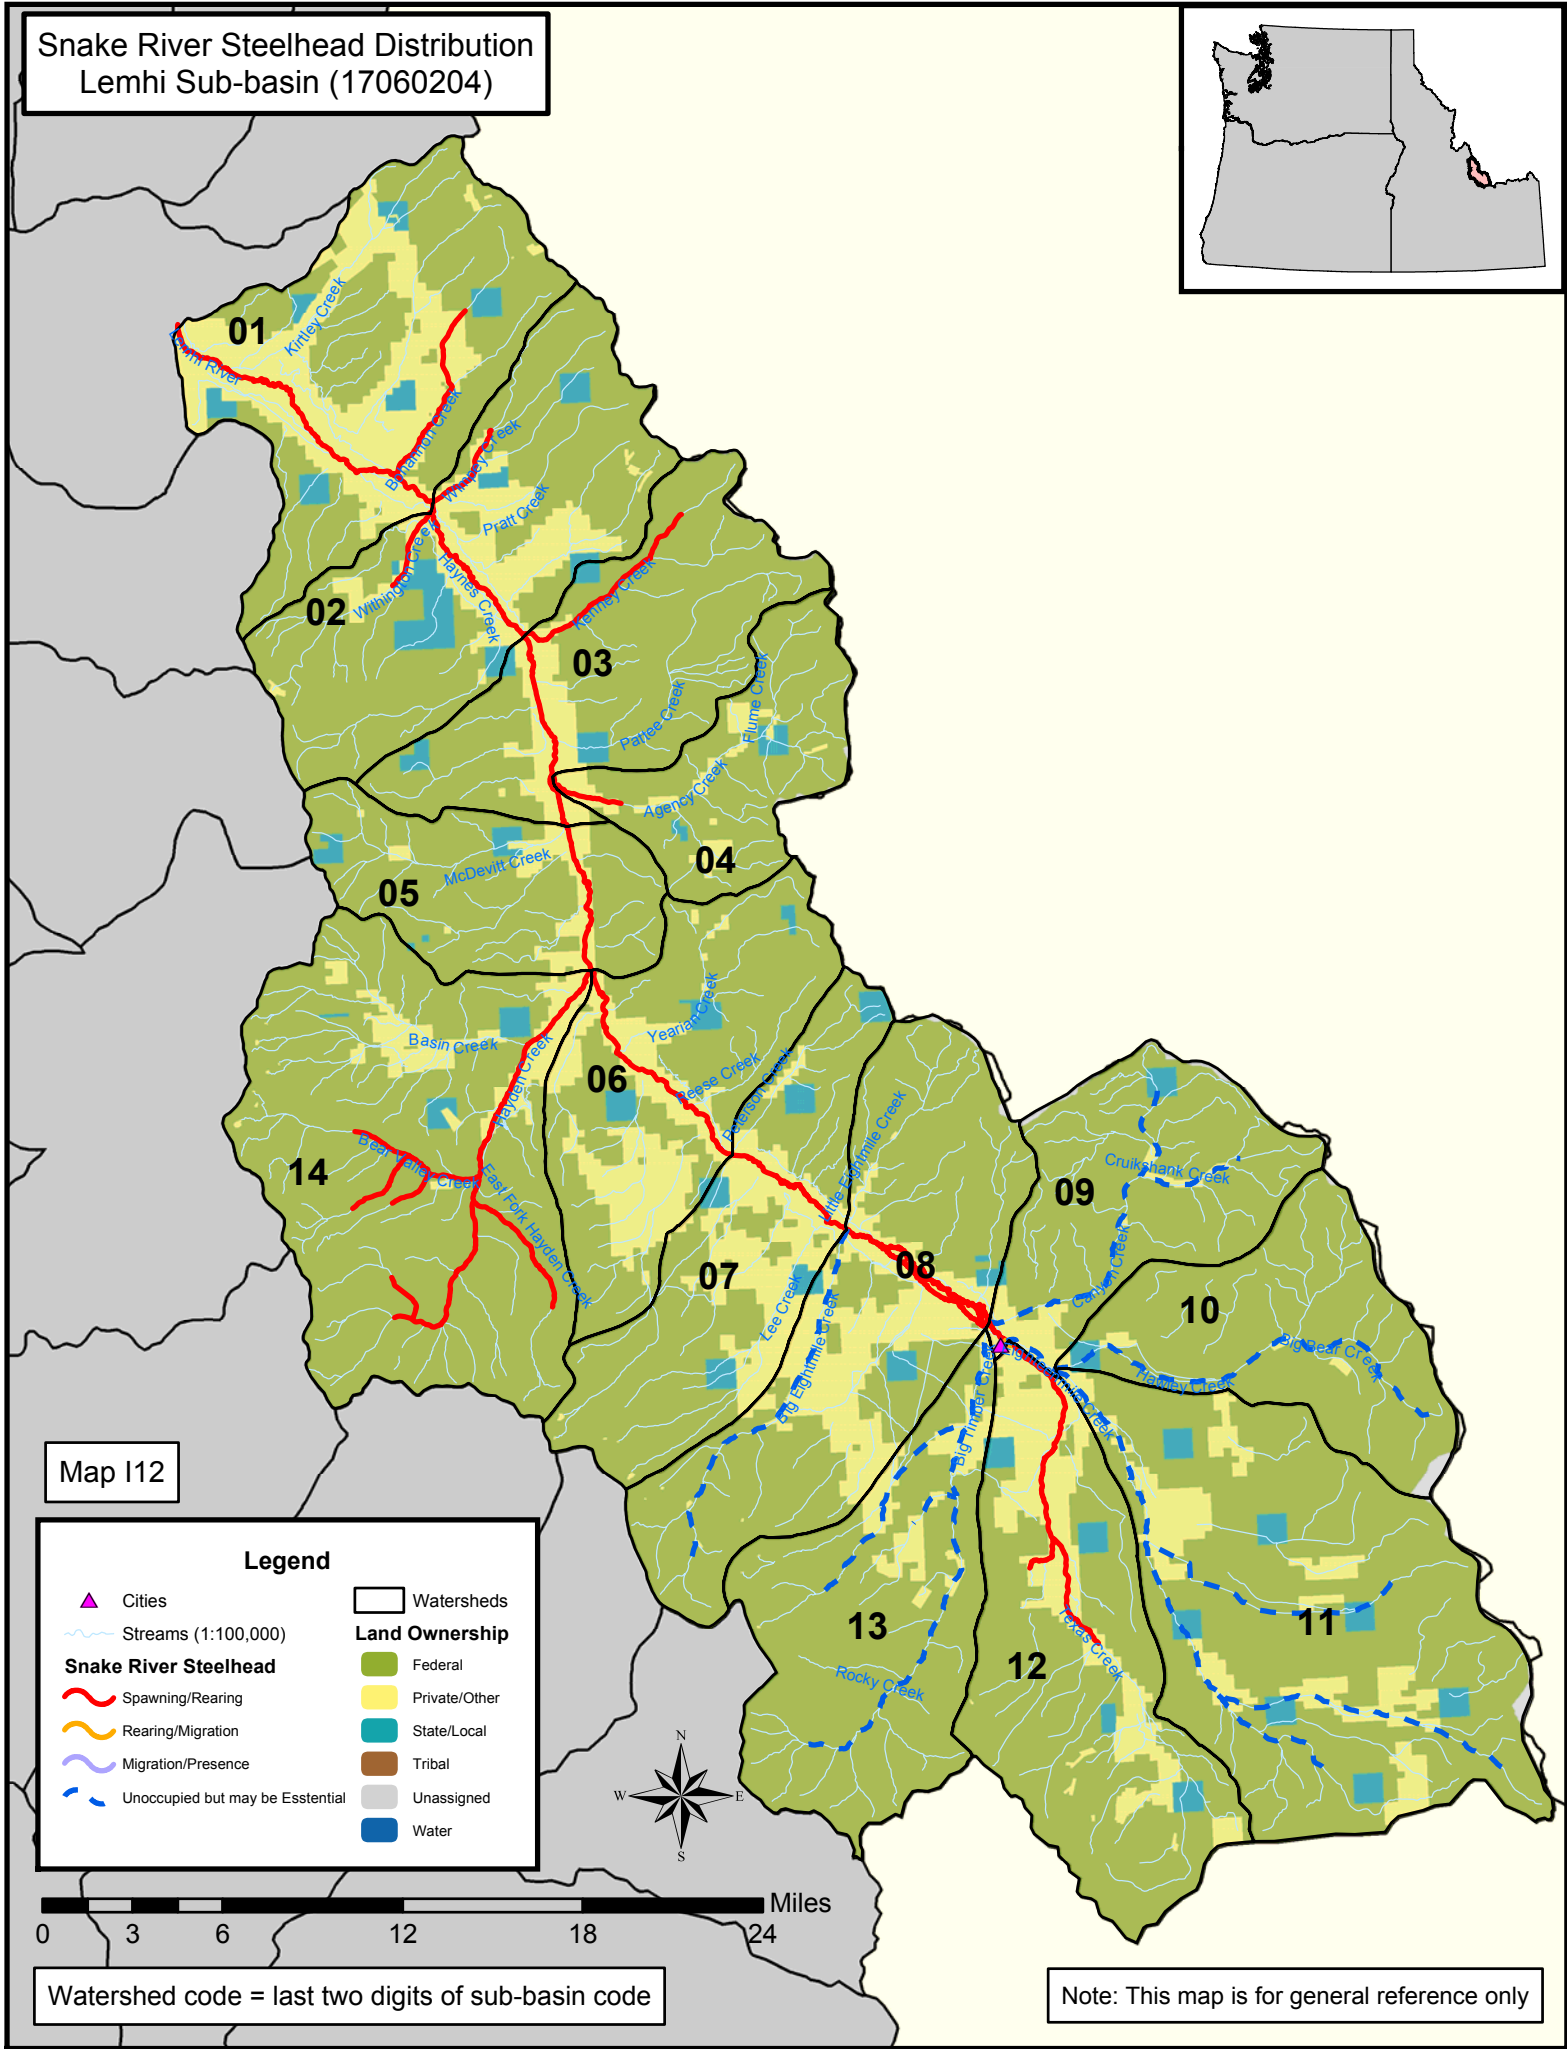 Snake River Steelhead Distribution
Lemhi Sub-basin (17060204)
01
Kirtley Creek
Lemhi River
Bohannon Creek
Wimpey Creek
Pratt Creek
Withington Creek
Haynes Creek
02
Kenney Creek
03
Pattee Creek
Flume Creek
Agency Creek
04
McDevitt Creek
05
Yearian Creek
Basin Creek
Hayden Creek
06
Reese Creek
Peterson Creek
Little Eightmile Creek
Bear Valley Creek
14
East Fork Hayden Creek
Cruikshank Creek
09
07
08
Lee Creek
Big Eightmile Creek
Canyon Creek
10
Big Bear Creek
Hawley Creek
Eighteenmile Creek
Big Timber Creek
13
Rocky Creek
12
Texas Creek
11
Map I12
Legend
Cities
Streams (1:100,000)
Snake River Steelhead
Spawning/Rearing
Rearing/Migration
Migration/Presence
Unoccupied but may be Esstential
Watersheds
Land Ownership
Federal
Private/Other
State/Local
Tribal
Unassigned
Water
N
W
E
S
Miles
0 3 6 12 18 24
Watershed code = last two digits of sub-basin code
Note: This map is for general reference only